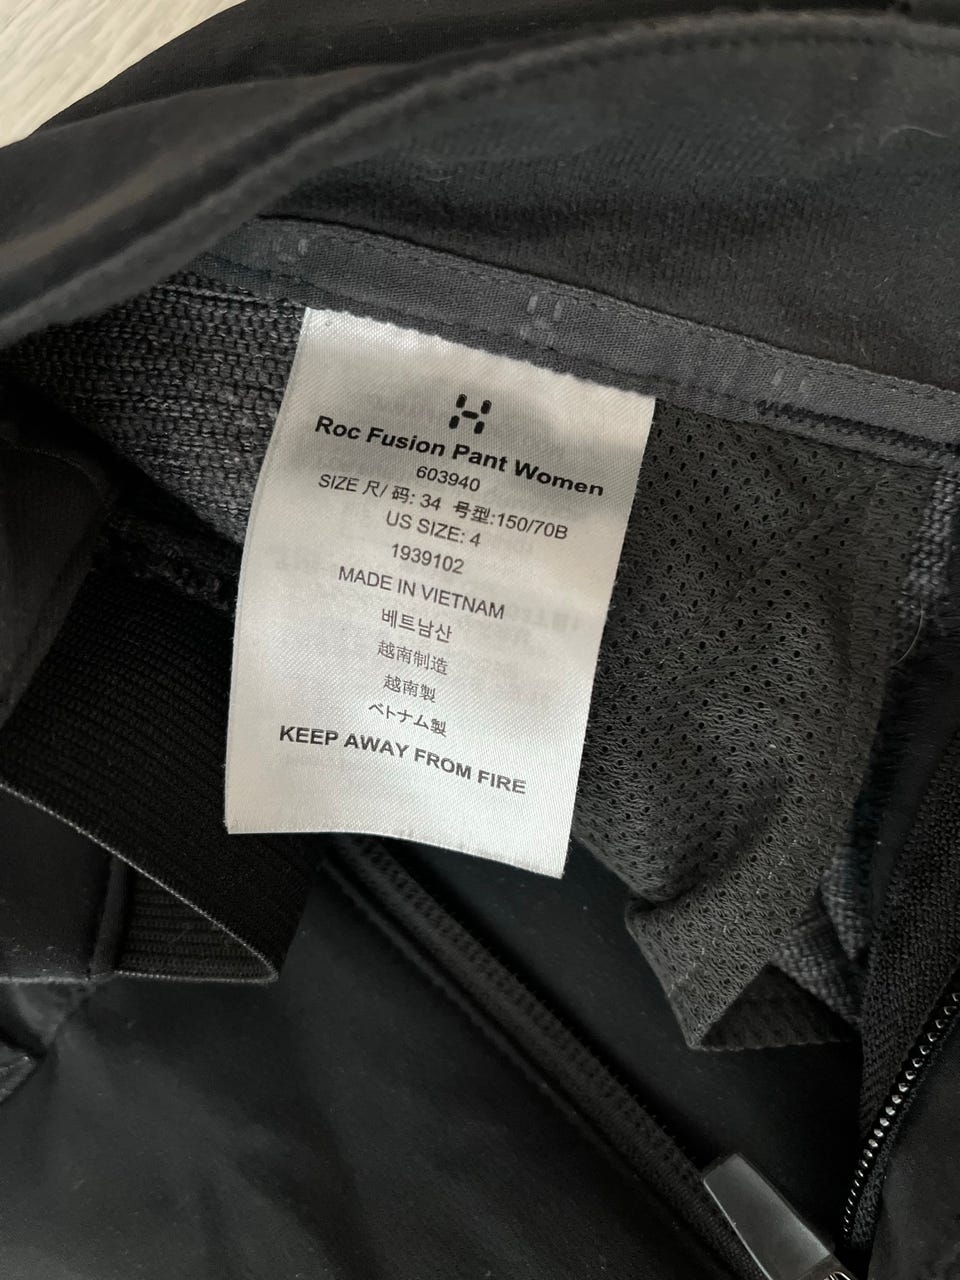 Roc Fusion Pant Women
603940
SIZE 尺/ 码: 34 号型:150/70B
US SIZE: 4
1939102
MADE IN VIETNAM
베트남산
越南制造
越南製
ベトナム製
KEEP AWAY FROM FIRE